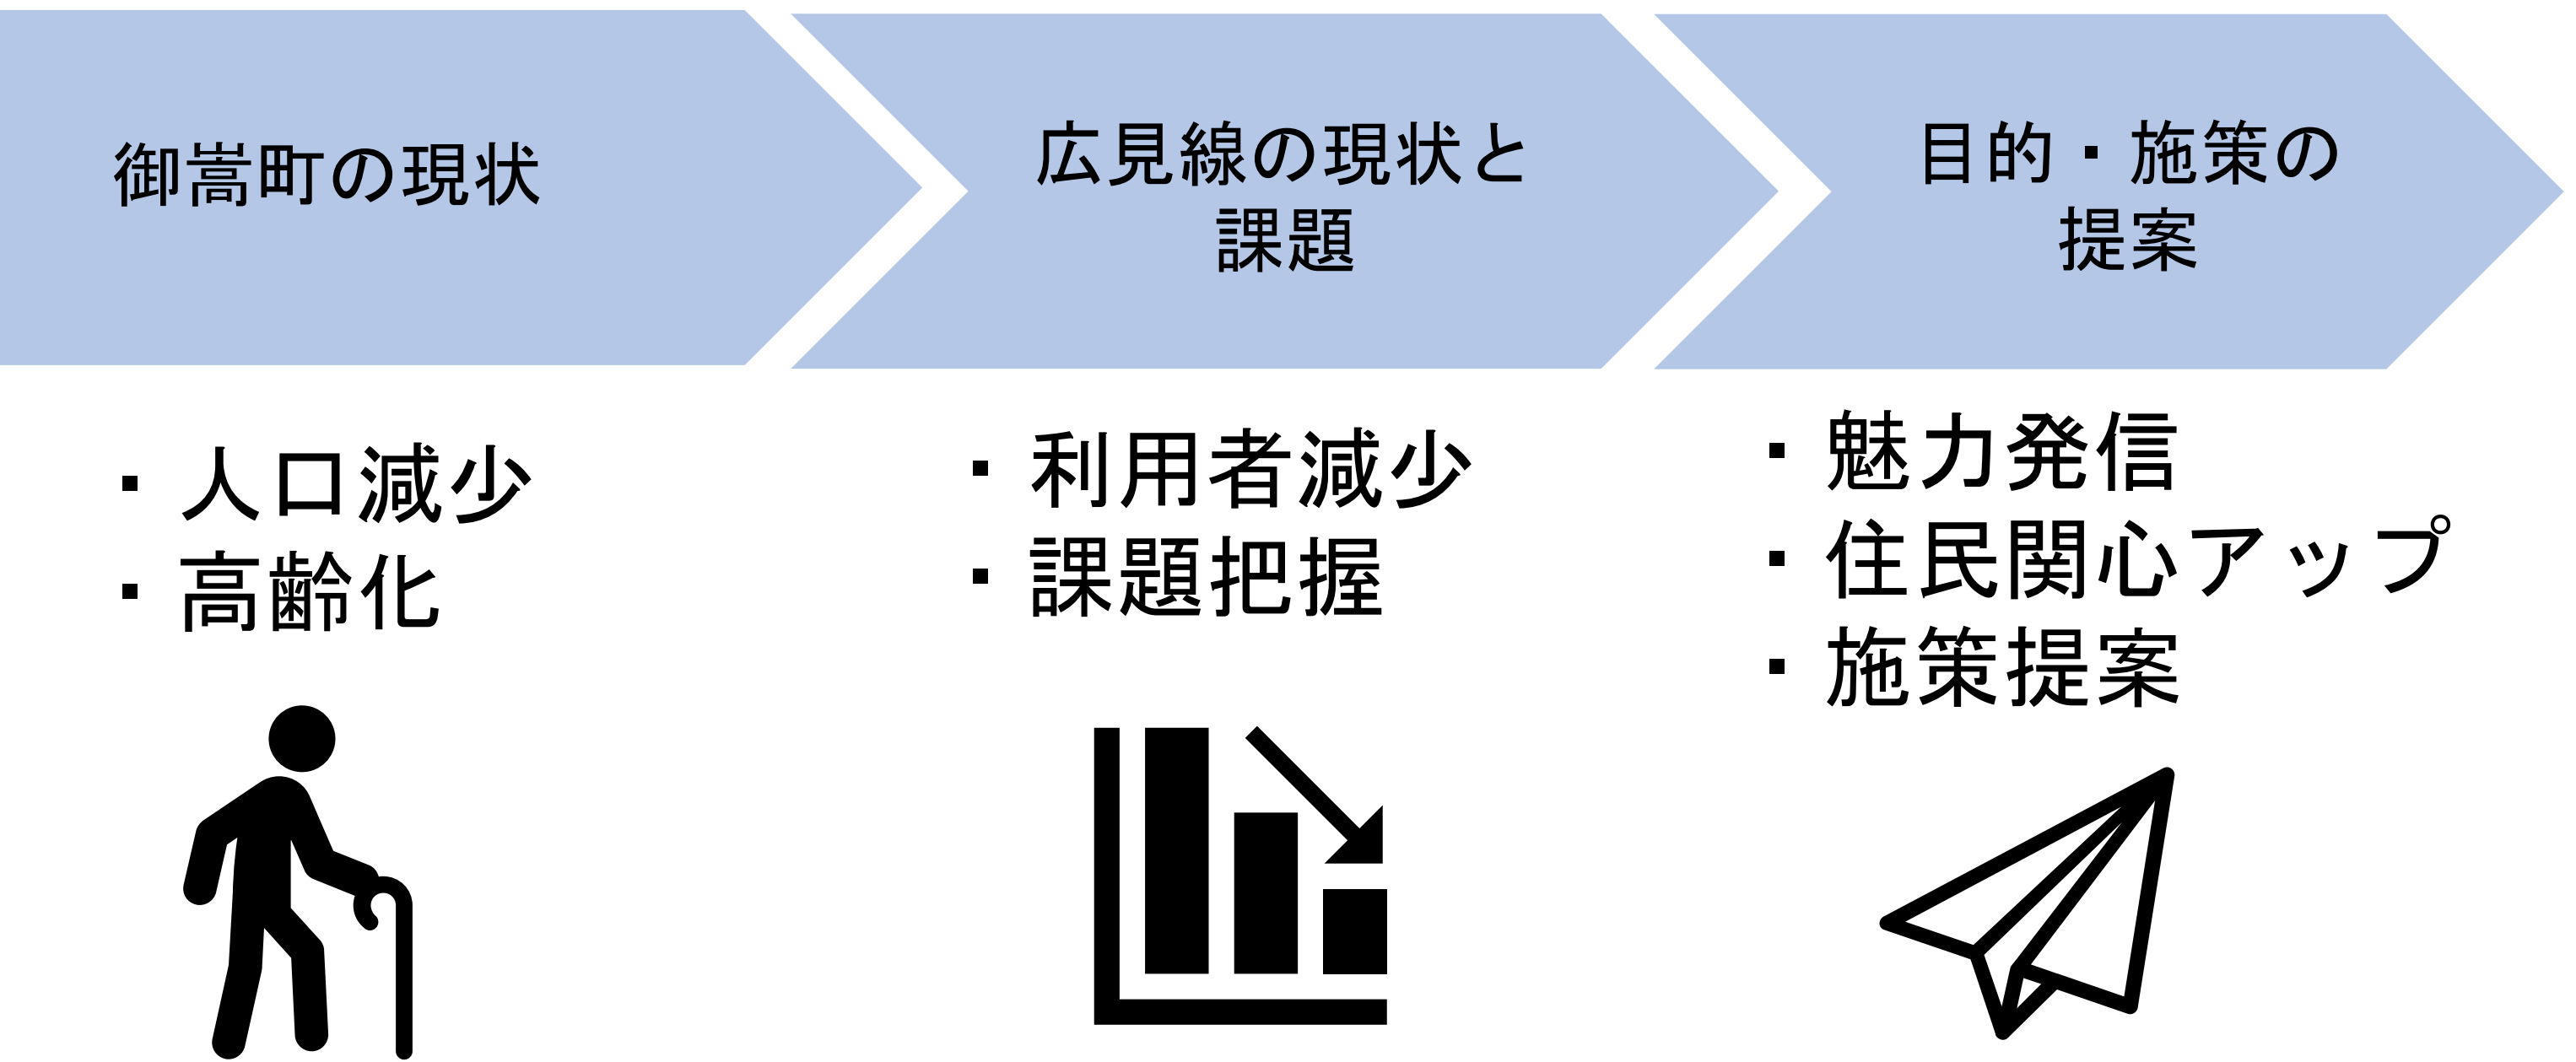 御嵩町の現状
広見線の現状と
課題
目的・施策の
提案
・人口減少
・高齢化
・利用者減少
・課題把握
・魅力発信
・住民関心アップ
・施策提案